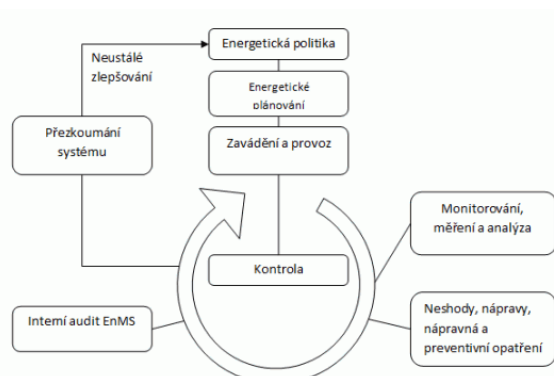 Energetická politika
Neustálé
zlepšování
Energetické
plánování
Přezkoumání
systému
Zavádění a provoz
Monitorování,
měření a analýza
Kontrola
Interní audit EnMS
Neshody, nápravy,
nápravná a
preventivní opatření